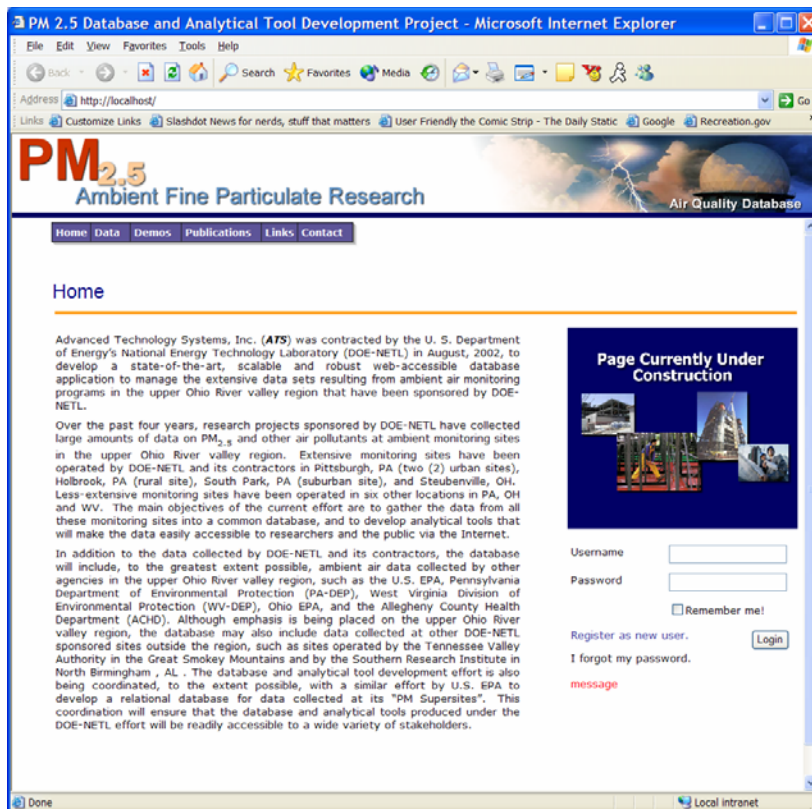 PM 2.5 Database and Analytical Tool Development Project - Microsoft Internet Explorer
File Edit View Favorites Tools Help
Back Search Favorites Media
Address http://localhost/ Go
Links Customize Links Slashdot News for nerds, stuff that matters User Friendly the Comic Strip - The Daily Static Google Recreation.gov
PM2.5
Ambient Fine Particulate Research
Air Quality Database
Home Data Demos Publications Links Contact
Home
Advanced Technology Systems, Inc. (ATS) was contracted by the U. S. Department
of Energy's National Energy Technology Laboratory (DOE-NETL) in August, 2002, to
develop a state-of-the-art, scalable and robust web-accessible database
application to manage the extensive data sets resulting from ambient air monitoring
programs in the upper Ohio River valley region that have been sponsored by DOE-
NETL.
Over the past four years, research projects sponsored by DOE-NETL have collected
large amounts of data on PM2.5 and other air pollutants at ambient monitoring sites
in the upper Ohio River valley region. Extensive monitoring sites have been
operated by DOE-NETL and its contractors in Pittsburgh, PA (two (2) urban sites),
Holbrook, PA (rural site), South Park, PA (suburban site), and Steubenville, OH.
Less-extensive monitoring sites have been operated in six other locations in PA, OH
and WV. The main objectives of the current effort are to gather the data from all
these monitoring sites into a common database, and to develop analytical tools that
will make the data easily accessible to researchers and the public via the Internet.
In addition to the data collected by DOE-NETL and its contractors, the database
will include, to the greatest extent possible, ambient air data collected by other
agencies in the upper Ohio River valley region, such as the U.S. EPA, Pennsylvania
Department of Environmental Protection (PA-DEP), West Virginia Division of
Environmental Protection (WV-DEP), Ohio EPA, and the Allegheny County Health
Department (ACHD). Although emphasis is being placed on the upper Ohio River
valley region, the database may also include data collected at other DOE-NETL
sponsored sites outside the region, such as sites operated by the Tennessee Valley
Authority in the Great Smokey Mountains and by the Southern Research Institute in
North Birmingham , AL . The database and analytical tool development effort is also
being coordinated, to the extent possible, with a similar effort by U.S. EPA to
develop a relational database for data collected at its "PM Supersites". This
coordination will ensure that the database and analytical tools produced under the
DOE-NETL effort will be readily accessible to a wide variety of stakeholders.
Page Currently Under
Construction
Username
Password
Remember me!
Register as new user. Login
I forgot my password.
message
Done Local intranet